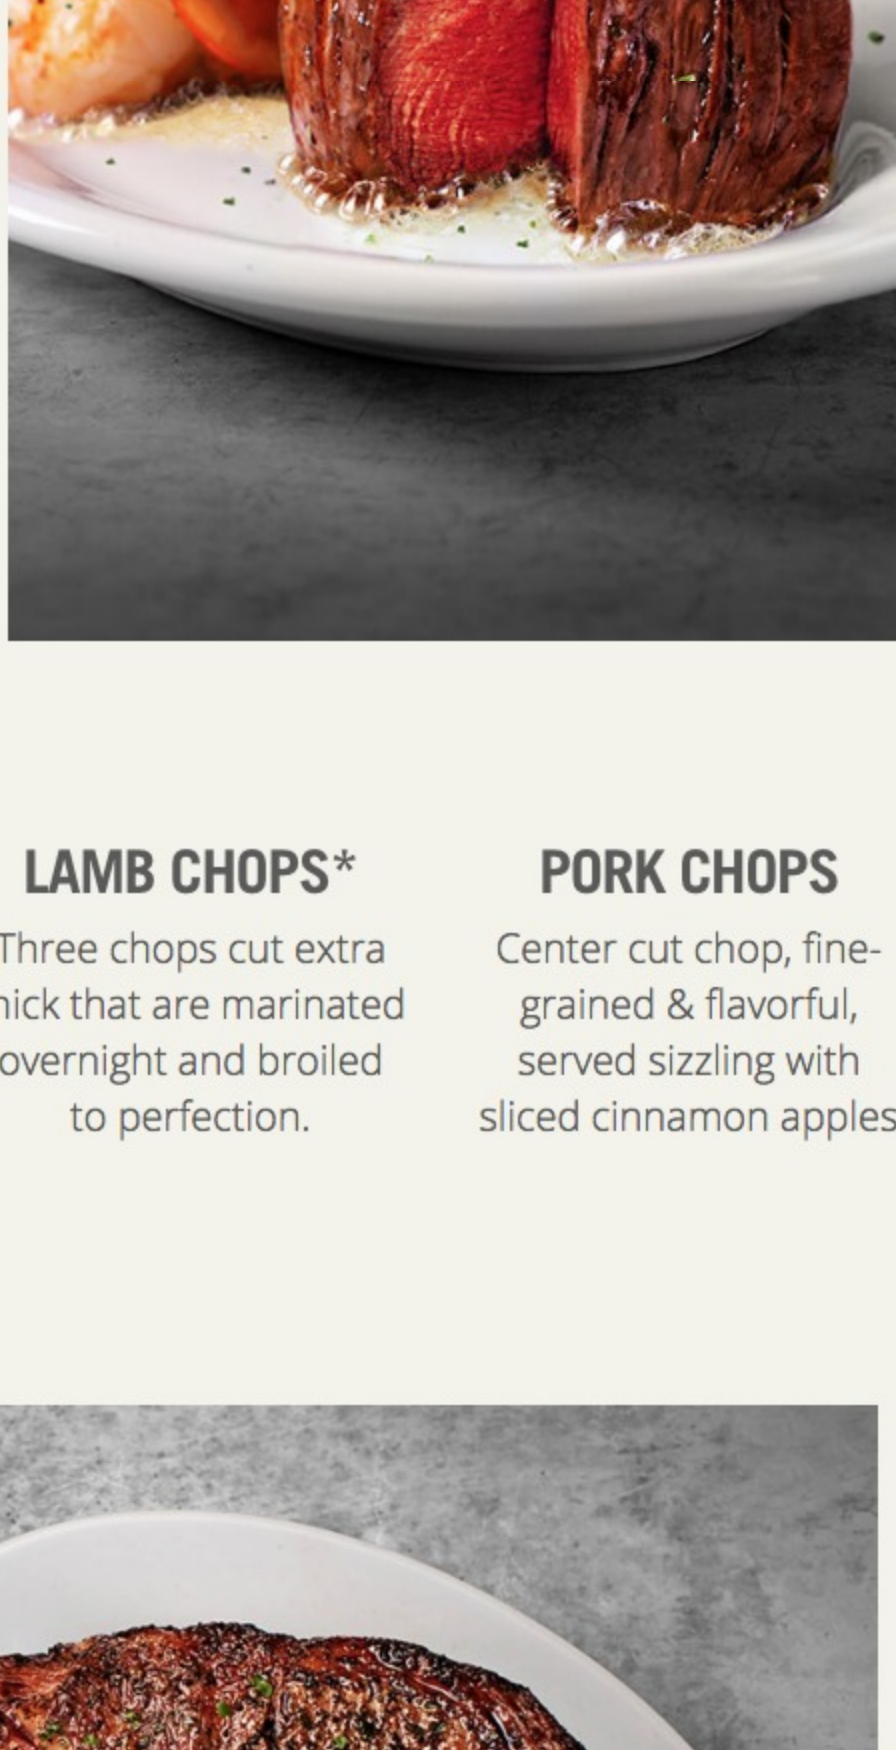 LAMB CHOPS*
Three chops cut extra
hick that are marinated
overnight and broiled
to perfection.
PORK CHOPS
Center cut chop, fine-
grained & flavorful,
served sizzling with
sliced cinnamon apples